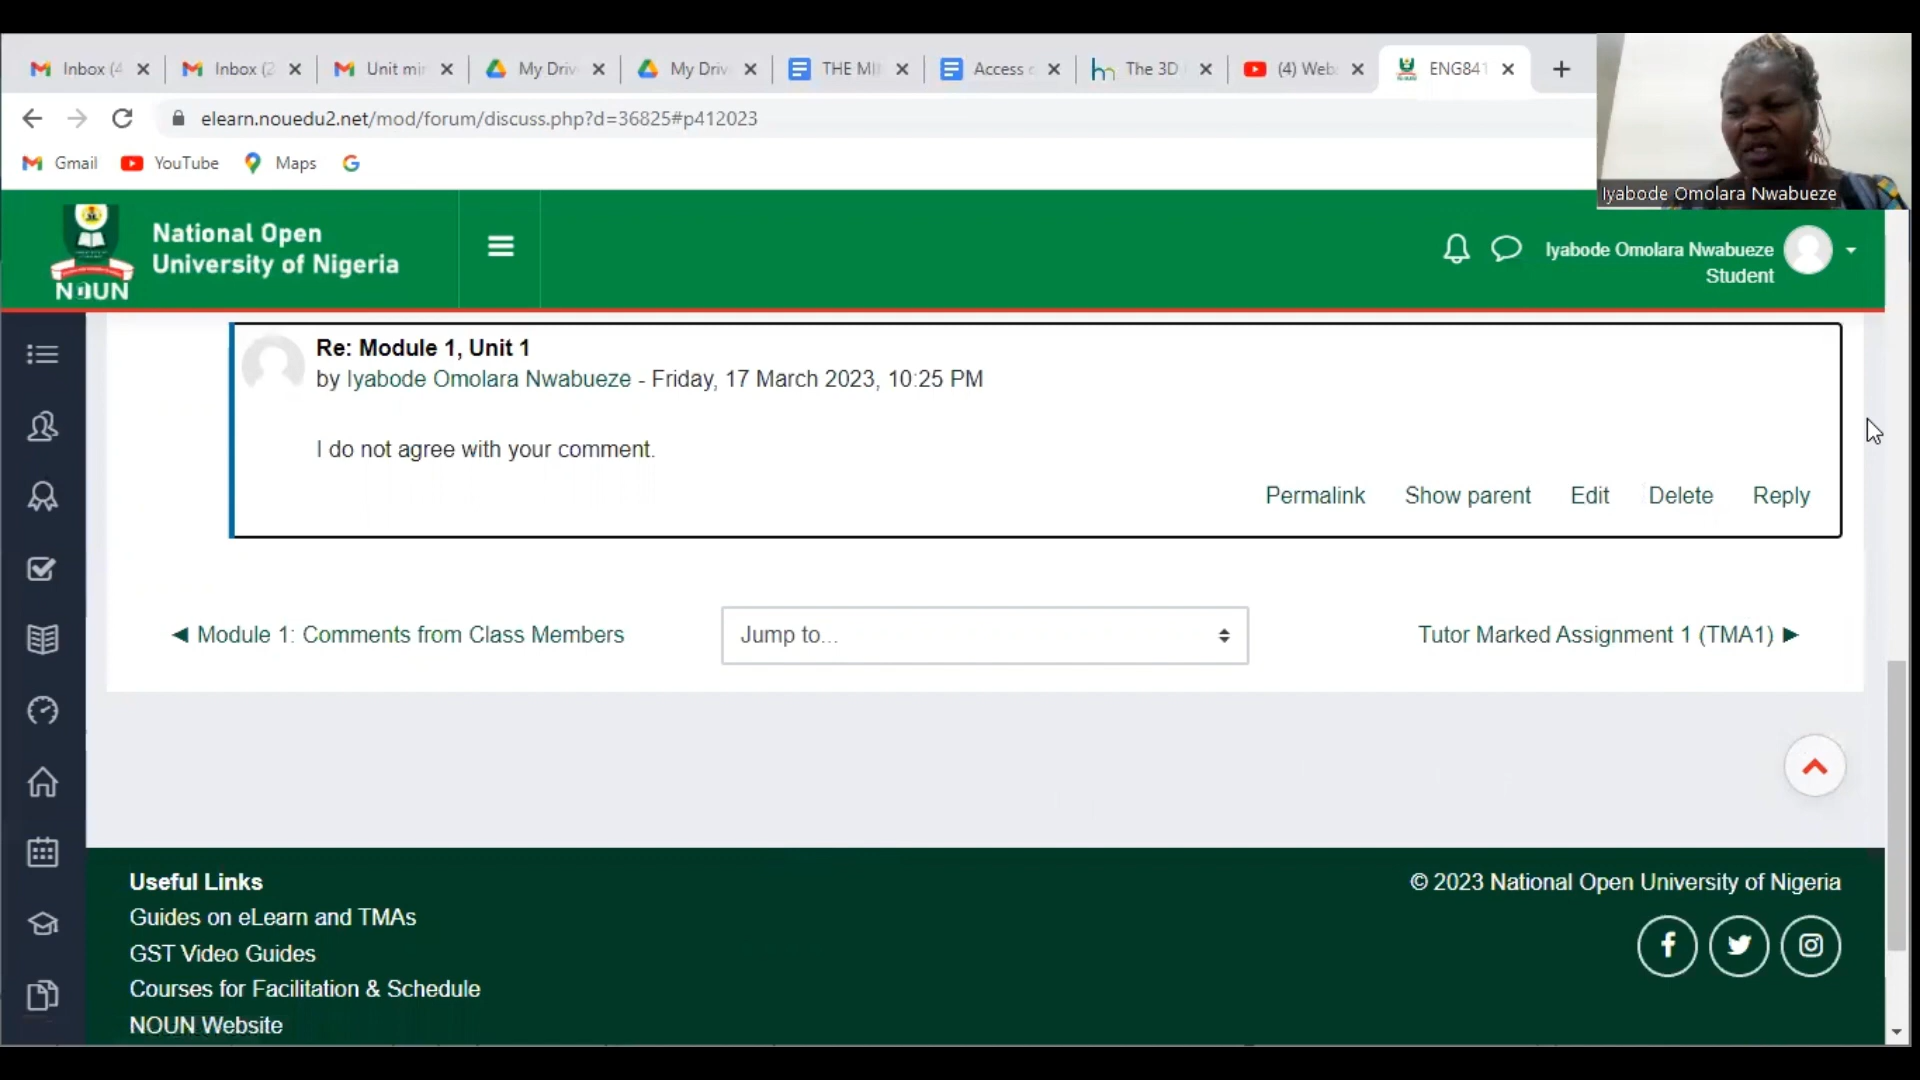 Inbox (4
Inbox (2
Unit mir
My Driv
My Driv
THE MI
Access
The 3D
(4) Web
ENG841
elearn.nouedu2.net/mod/forum/discuss.php?d=36825#p412023
Gmail
YouTube
Maps
Iyabode Omolara Nwabueze
National Open
University of Nigeria
NOUN
Iyabode Omolara Nwabueze
Student
Re: Module 1, Unit 1
by Iyabode Omolara Nwabueze - Friday, 17 March 2023, 10:25 PM
I do not agree with your comment.
Permalink Show parent Edit Delete Reply
◄ Module 1: Comments from Class Members
Jump to...
Tutor Marked Assignment 1 (TMA1) ►
Useful Links
Guides on eLearn and TMAs
GST Video Guides
Courses for Facilitation & Schedule
NOUN Website
© 2023 National Open University of Nigeria